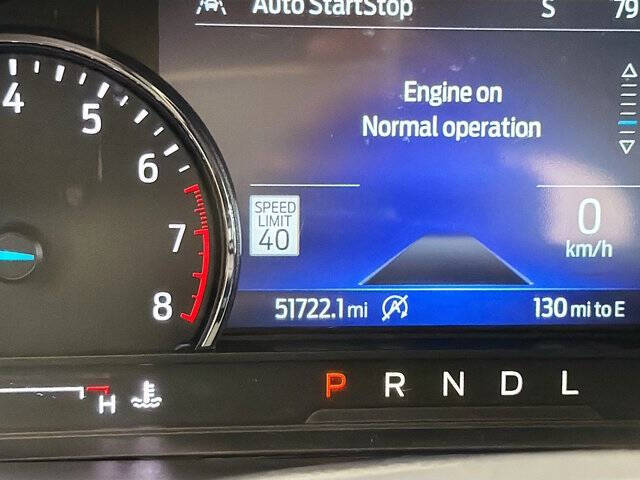 Auto StartStop S 79
Engine on
Normal operation
4
5
6
7
8
SPEED
LIMIT
40
0
km/h
51722.1 mi
130 mi to E
H
P R N D L